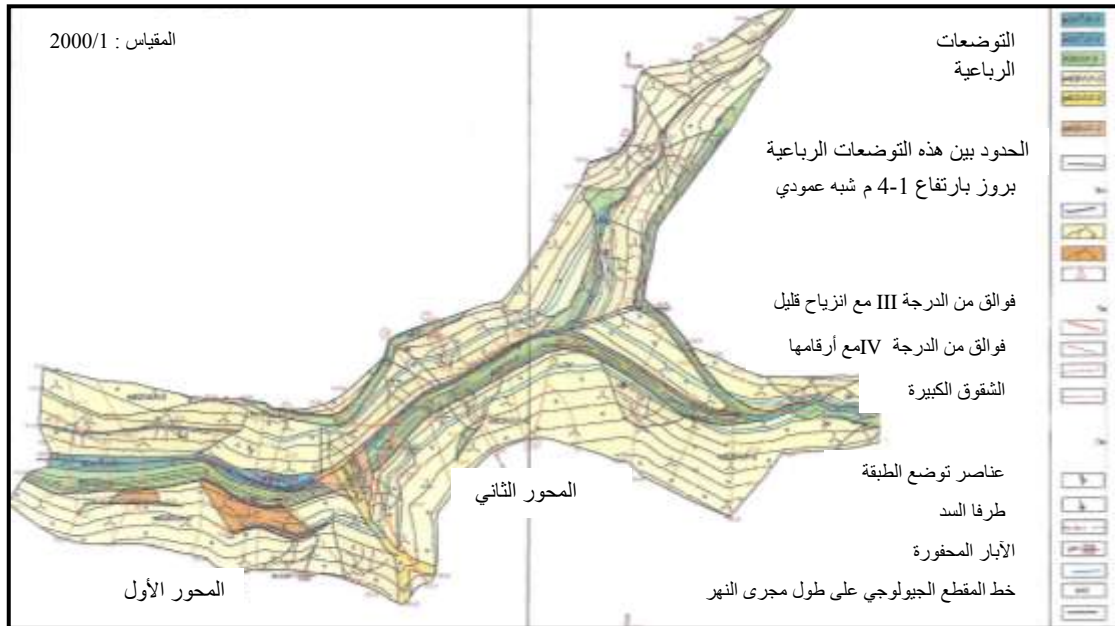 المقياس : 2000/1
التوضعات
الرباعية
الحدود بين هذه التوضعات الرباعية
بروز بارتفاع 1-4 م شبه عمودي
فوالق من الدرجة III مع انزياح قليل
فوالق من الدرجة IVمع أرقامها
الشقوق الكبيرة
عناصر توضع الطبقة
المحور الثاني
طرفا السد
الآبار المحفورة
المحور الأول
خط المقطع الجيولوجي على طول مجرى النهر